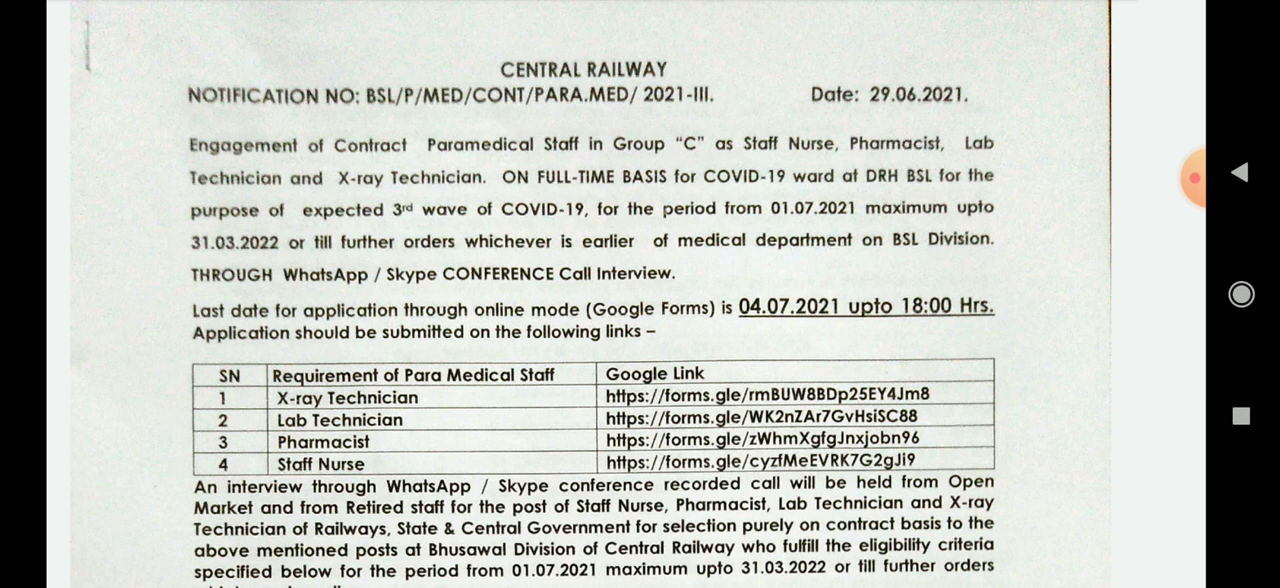 CENTRAL RAILWAY
NOTIFICATION NO: BSL/P/MED/CONT/PARA.MED/ 2021-III. Date: 29.06.2021.
Engagement of Contract Paramedical Staff in Group “C” as Staff Nurse, Pharmacist, Lab
Technician and X-ray Technician. ON FULL-TIME BASIS for COVID-19 ward at DRH BSL for the
purpose of expected 3rd wave of COVID-19, for the period from 01.07.2021 maximum upto
31.03.2022 or till further orders whichever is earlier of medical department on BSL Division.
THROUGH WhatsApp / Skype CONFERENCE Call Interview.
Last date for application through online mode (Google Forms) is 04.07.2021 upto 18:00 Hrs.
Application should be submitted on the following links –
SN Requirement of Para Medical Staff Google Link
1 X-ray Technician https://forms.gle/rmBUW8BDp25EY4Jm8
2 Lab Technician https://forms.gle/WK2nZAr7GvHsiSC88
3 Pharmacist https://forms.gle/zWhmXgfgJnxjobn96
4 Staff Nurse https://forms.gle/cyzfMeEVRK7G2gJi9
An interview through WhatsApp / Skype conference recorded call will be held from Open
Market and from Retired staff for the post of Staff Nurse, Pharmacist, Lab Technician and X-ray
Technician of Railways, State & Central Government for selection purely on contract basis to the
above mentioned posts at Bhusawal Division of Central Railway who fulfill the eligibility criteria
specified below for the period from 01.07.2021 maximum upto 31.03.2022 or till further orders